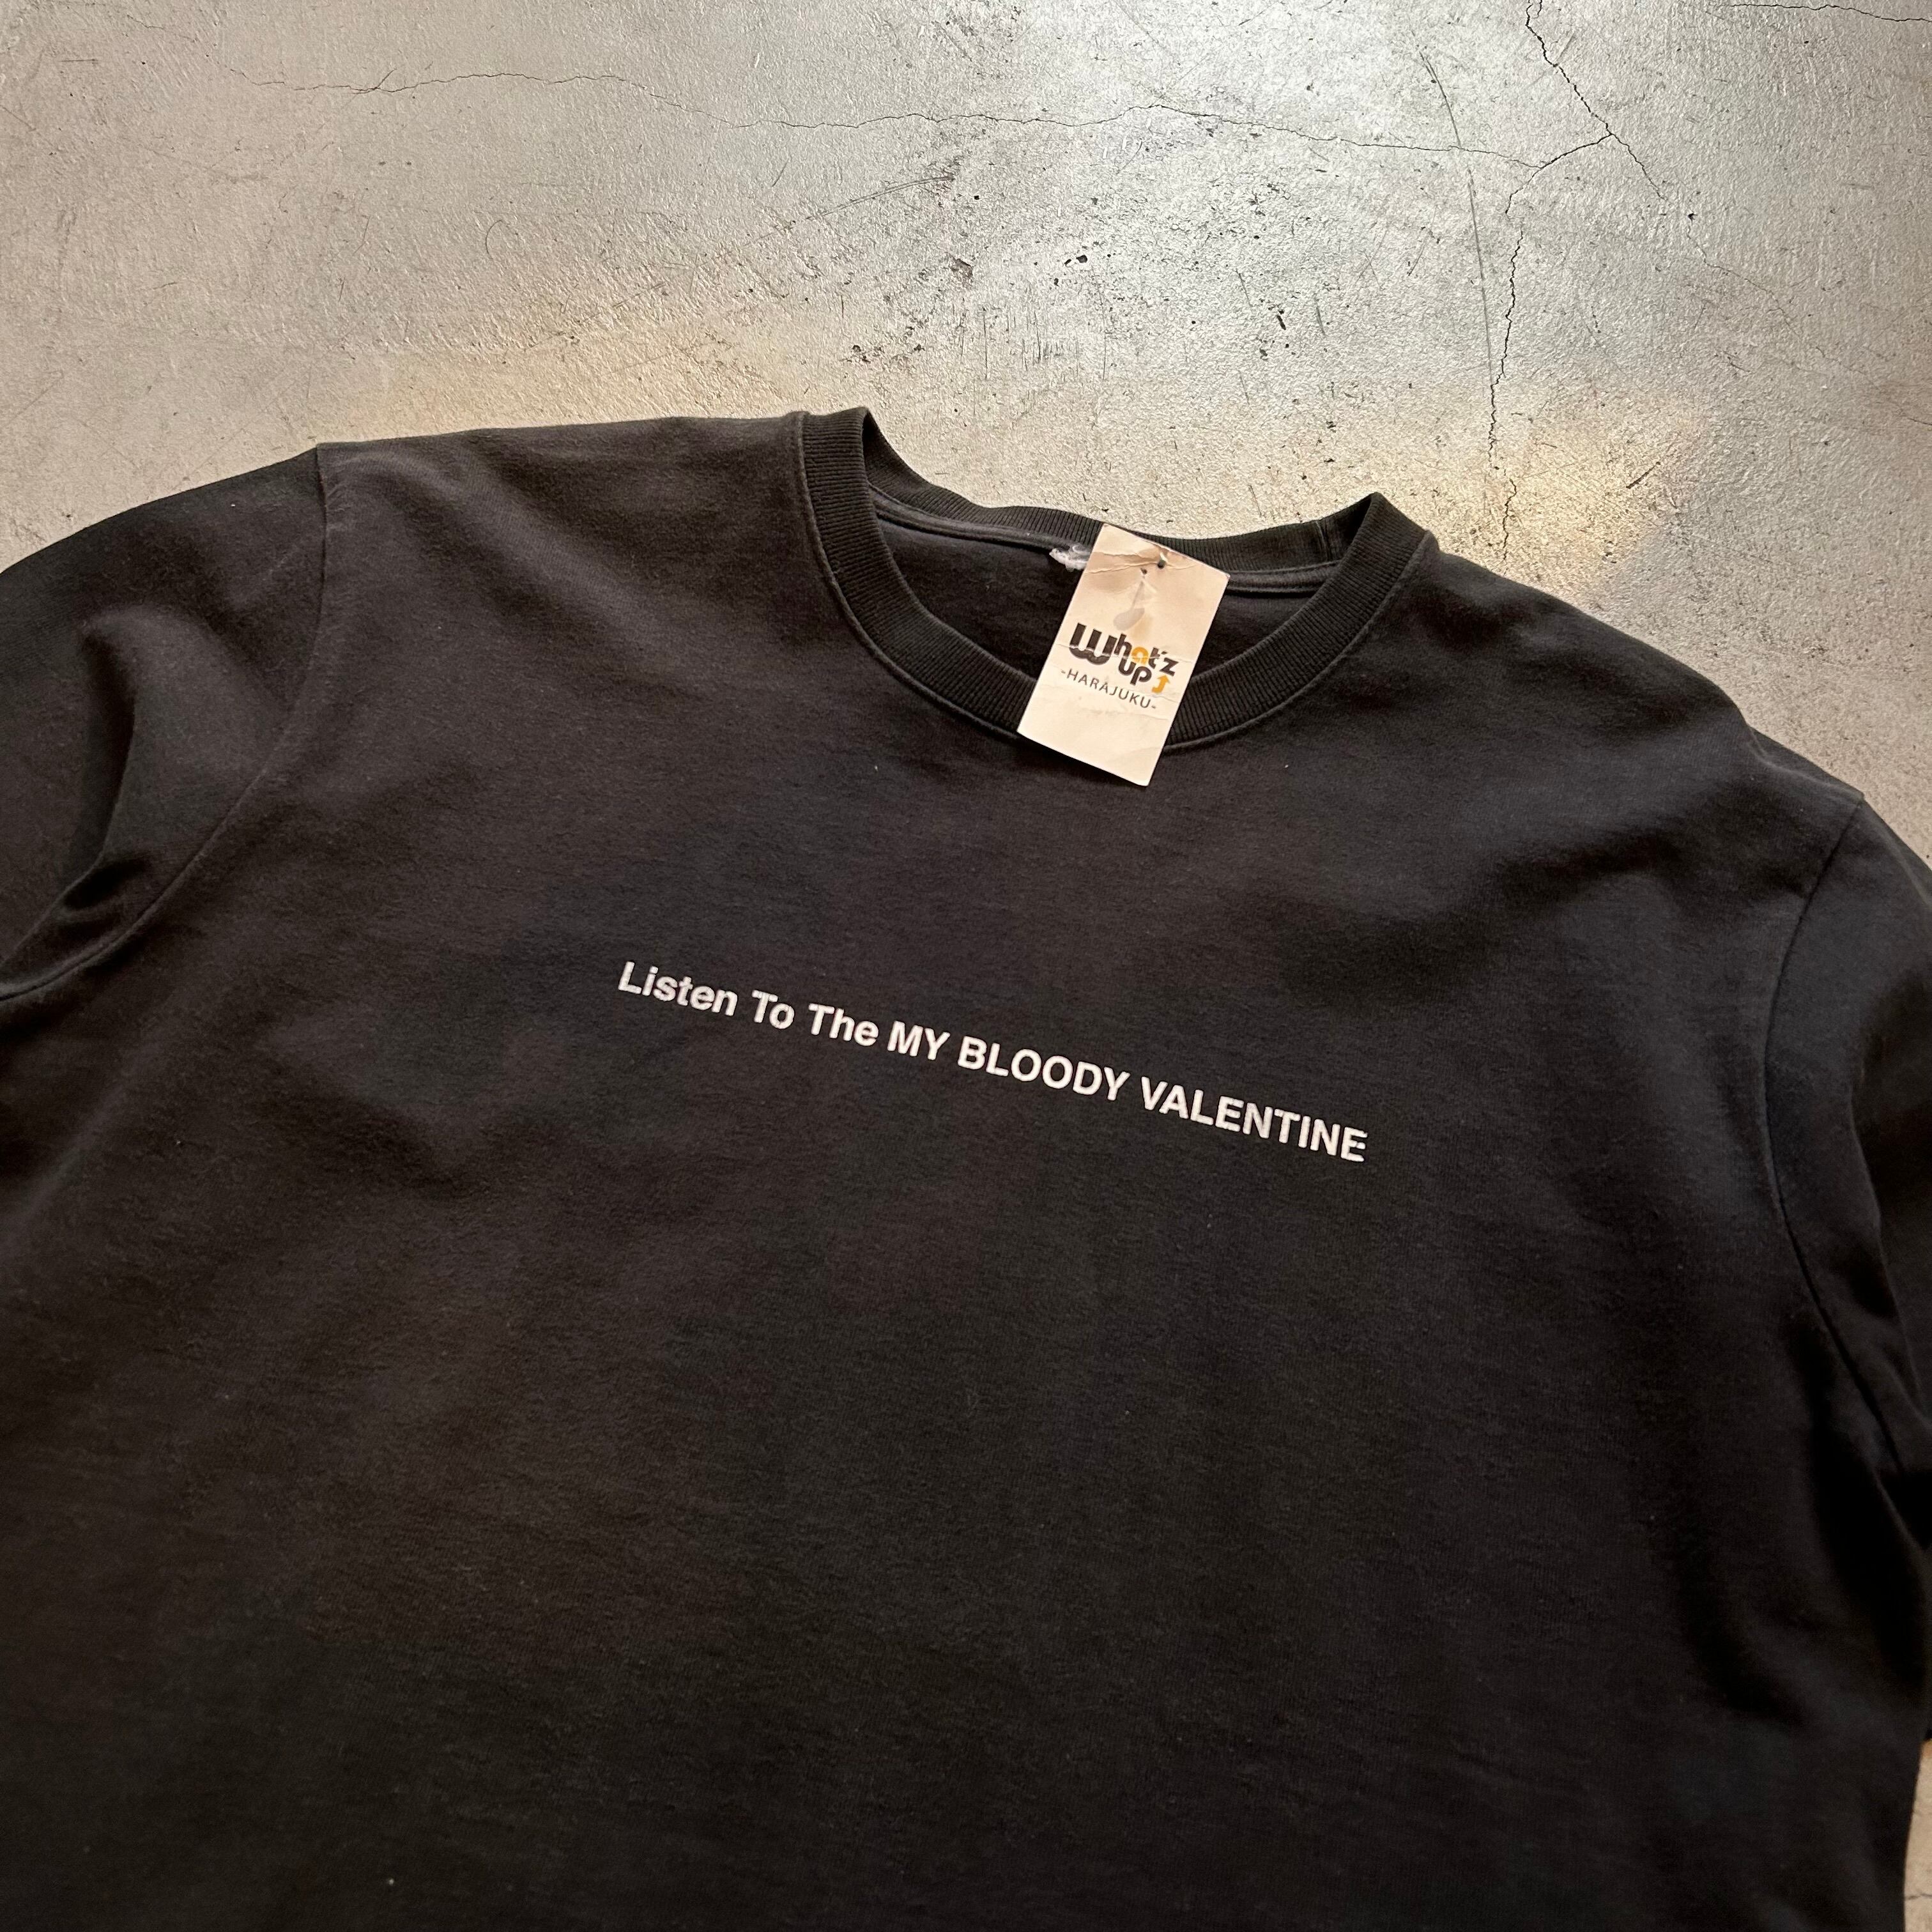 What'z
up
-HARAJUKU-
Listen To The MY BLOODY VALENTINE